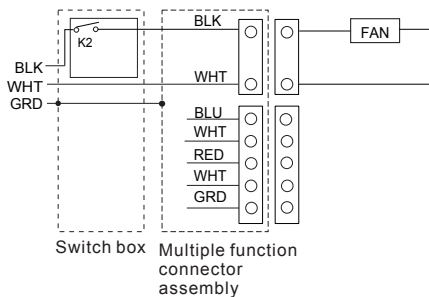 BLK
FAN
K2
BLK
WHT
WHT
GRD
BLU
WHT
RED
WHT
GRD
Switch box
Multiple function
connector
assembly